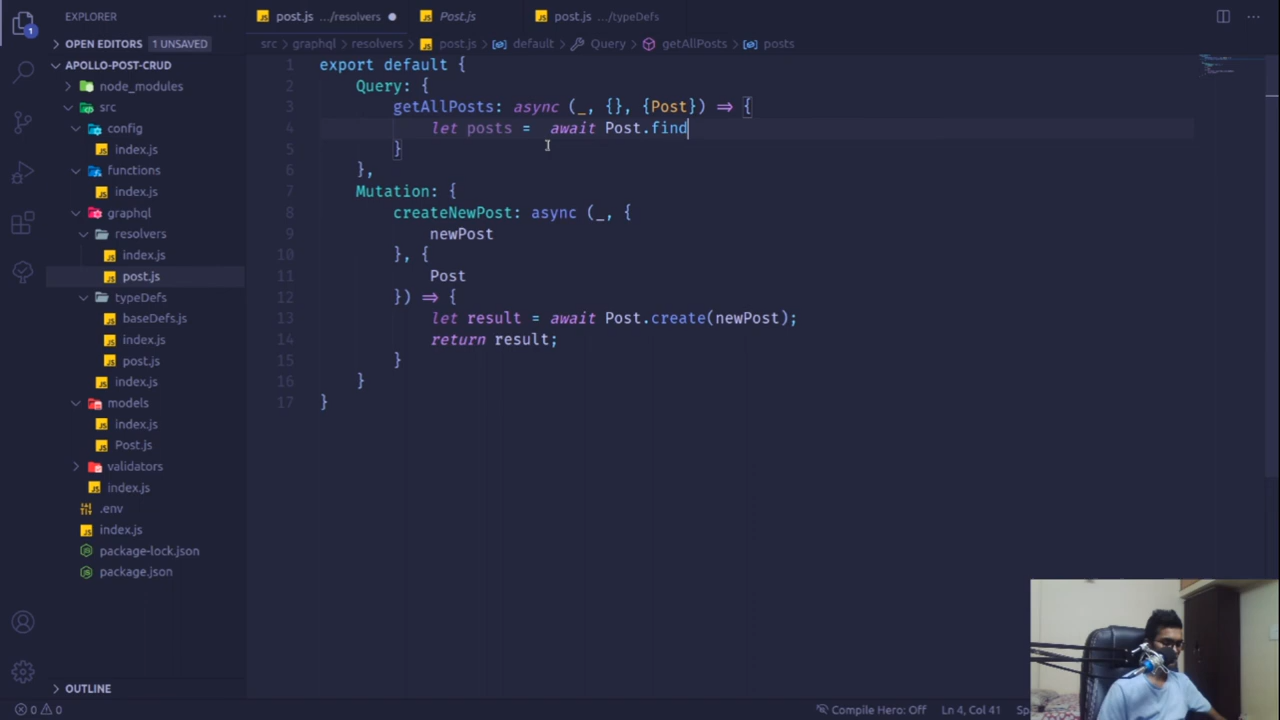 EXPLORER
OPEN EDITORS 1 UNSAVED
APOLLO-POST-CRUD
node_modules
src
config
index.js
functions
index.js
graphql
resolvers
index.js
post.js
typeDefs
baseDefs.js
index.js
post.js
index.js
models
index.js
Post.js
validators
index.js
.env
index.js
package-lock.json
package.json
OUTLINE
post.js .../resolvers
Post.js
post.js .../typeDefs
src > graphql > resolvers > post.js > default > Query > getAllPosts > posts
1 export default {
2 Query: {
3 getAllPosts: async (_, {}, {Post}) => {
4 let posts = await Post.find
5 }
6 },
7 Mutation: {
8 createNewPost: async (_, {
9 newPost
10 }, {
11 Post
12 }) => {
13 let result = await Post.create(newPost);
14 return result;
15 }
16 }
17 }
0 0
Compile Hero: Off Ln 4, Col 41